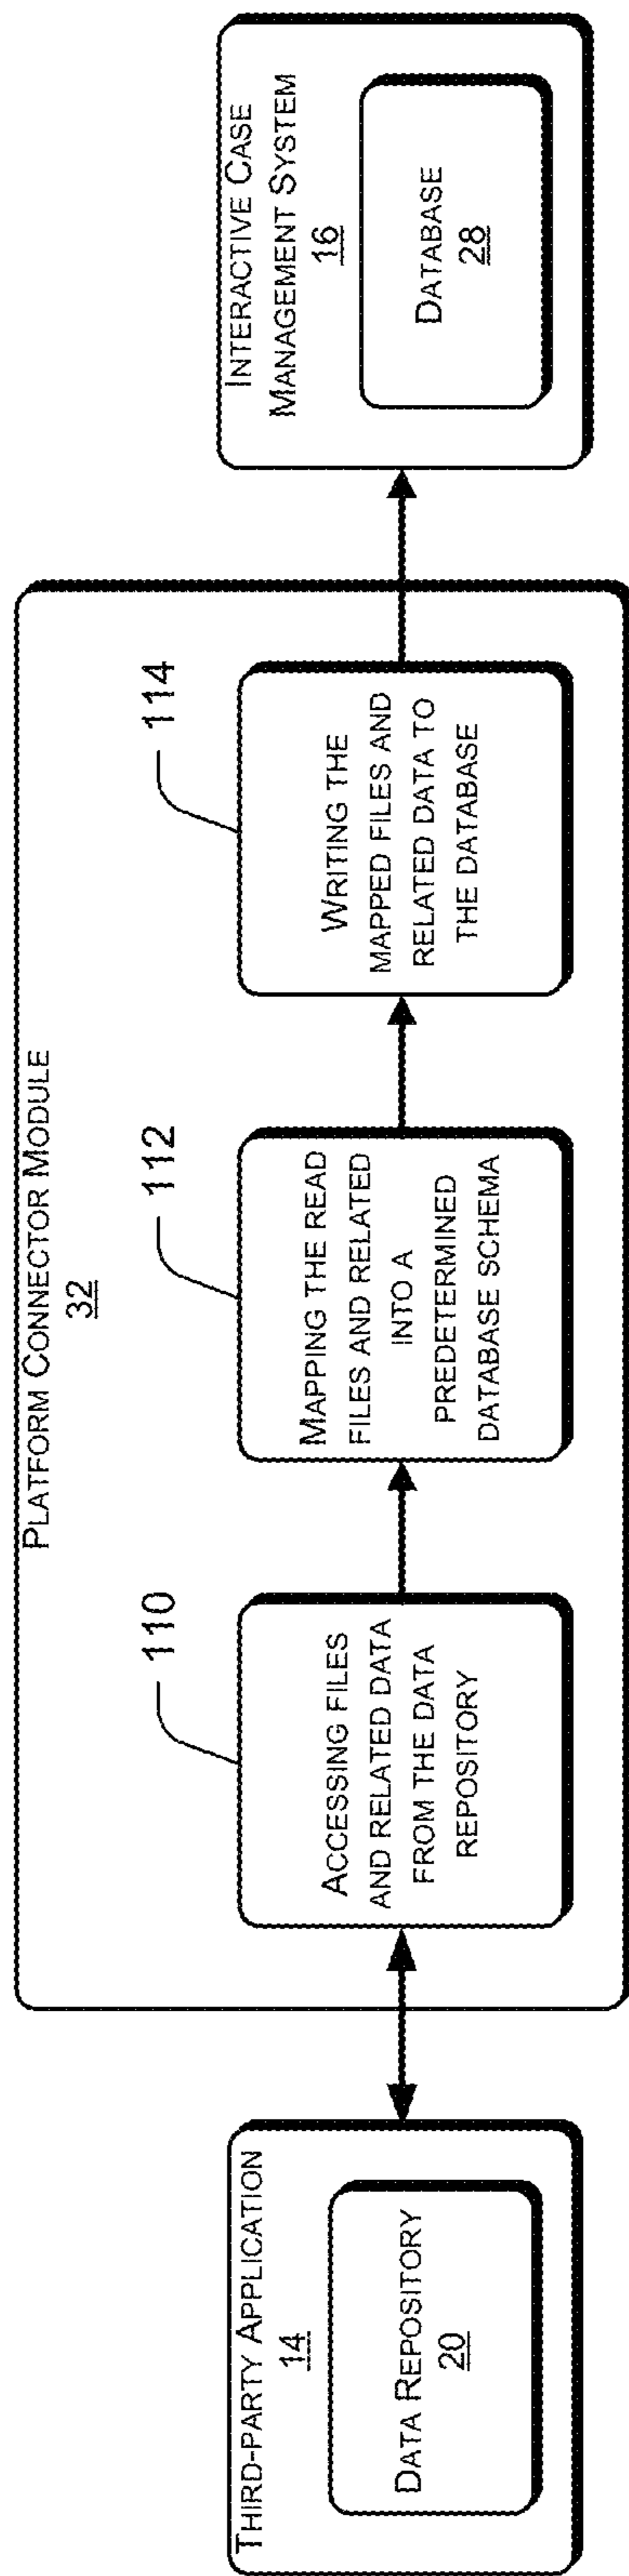 THIRD-PARTY APPLICATION
14
DATA REPOSITORY
20
PLATFORM CONNECTOR MODULE
32
110
ACCESSING FILES
AND RELATED DATA
FROM THE DATA
REPOSITORY
112
MAPPING THE READ
FILES AND RELATED
INTO A
PREDETERMINED
DATABASE SCHEMA
114
WRITING THE
MAPPED FILES AND
RELATED DATA TO
THE DATABASE
INTERACTIVE CASE
MANAGEMENT SYSTEM
16
DATABASE
28